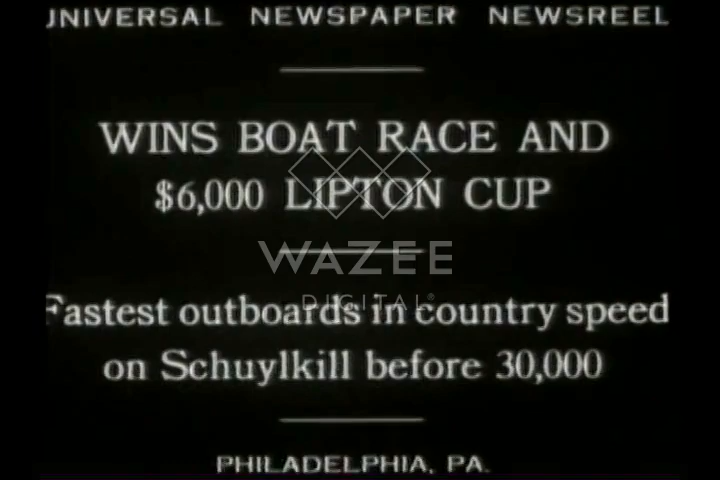 UNIVERSAL NEWSPAPER NEWSREEL
WINS BOAT RACE AND
$6,000 LIPTON CUP
WAZEE
DIGITAL®
Fastest outboards in country speed
on Schuylkill before 30,000
PHILADELPHIA, PA.